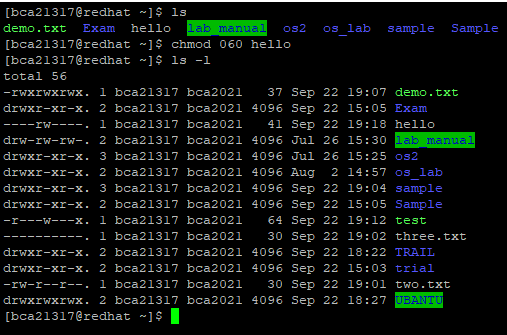 [bca21317@redhat ~]$ ls
demo.txt Exam hello lab_manual os2 os_lab sample Sample
[bca21317@redhat ~]$ chmod 060 hello
[bca21317@redhat ~]$ ls -l
total 56
-rwxrwxrwx. 1 bca21317 bca2021 37 Sep 22 19:07 demo.txt
drwxr-xr-x. 2 bca21317 bca2021 4096 Sep 22 15:05 Exam
----rw----. 1 bca21317 bca2021 41 Sep 22 19:18 hello
drw-rw-rw-. 2 bca21317 bca2021 4096 Jul 26 15:30 lab_manual
drwxr-xr-x. 3 bca21317 bca2021 4096 Jul 26 15:25 os2
drwxr-xr-x. 2 bca21317 bca2021 4096 Aug 2 14:57 os_lab
drwxr-xr-x. 3 bca21317 bca2021 4096 Sep 22 19:04 sample
drwxr-xr-x. 2 bca21317 bca2021 4096 Sep 22 15:05 Sample
-r---w---x. 1 bca21317 bca2021 64 Sep 22 19:12 test
----------. 1 bca21317 bca2021 30 Sep 22 19:02 three.txt
drwxr-xr-x. 2 bca21317 bca2021 4096 Sep 22 18:22 TRAIL
drwxr-xr-x. 2 bca21317 bca2021 4096 Sep 22 15:03 trial
-rw-r--r--. 1 bca21317 bca2021 30 Sep 22 19:01 two.txt
drwxrwxrwx. 2 bca21317 bca2021 4096 Sep 22 18:27 UBANTU
[bca21317@redhat ~]$